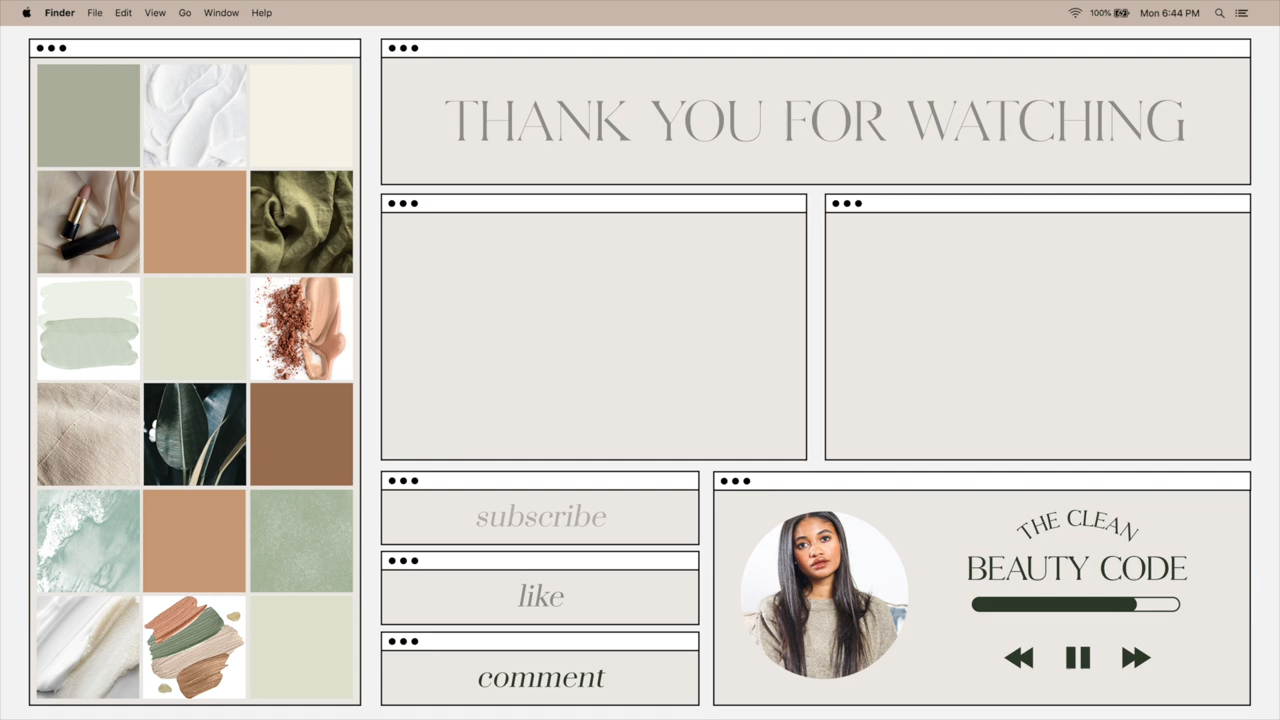 Finder File Edit View Go Window Help 100% Mon 6:44 PM
THANK YOU FOR WATCHING
subscribe
like
comment
THE CLEAN
BEAUTY CODE